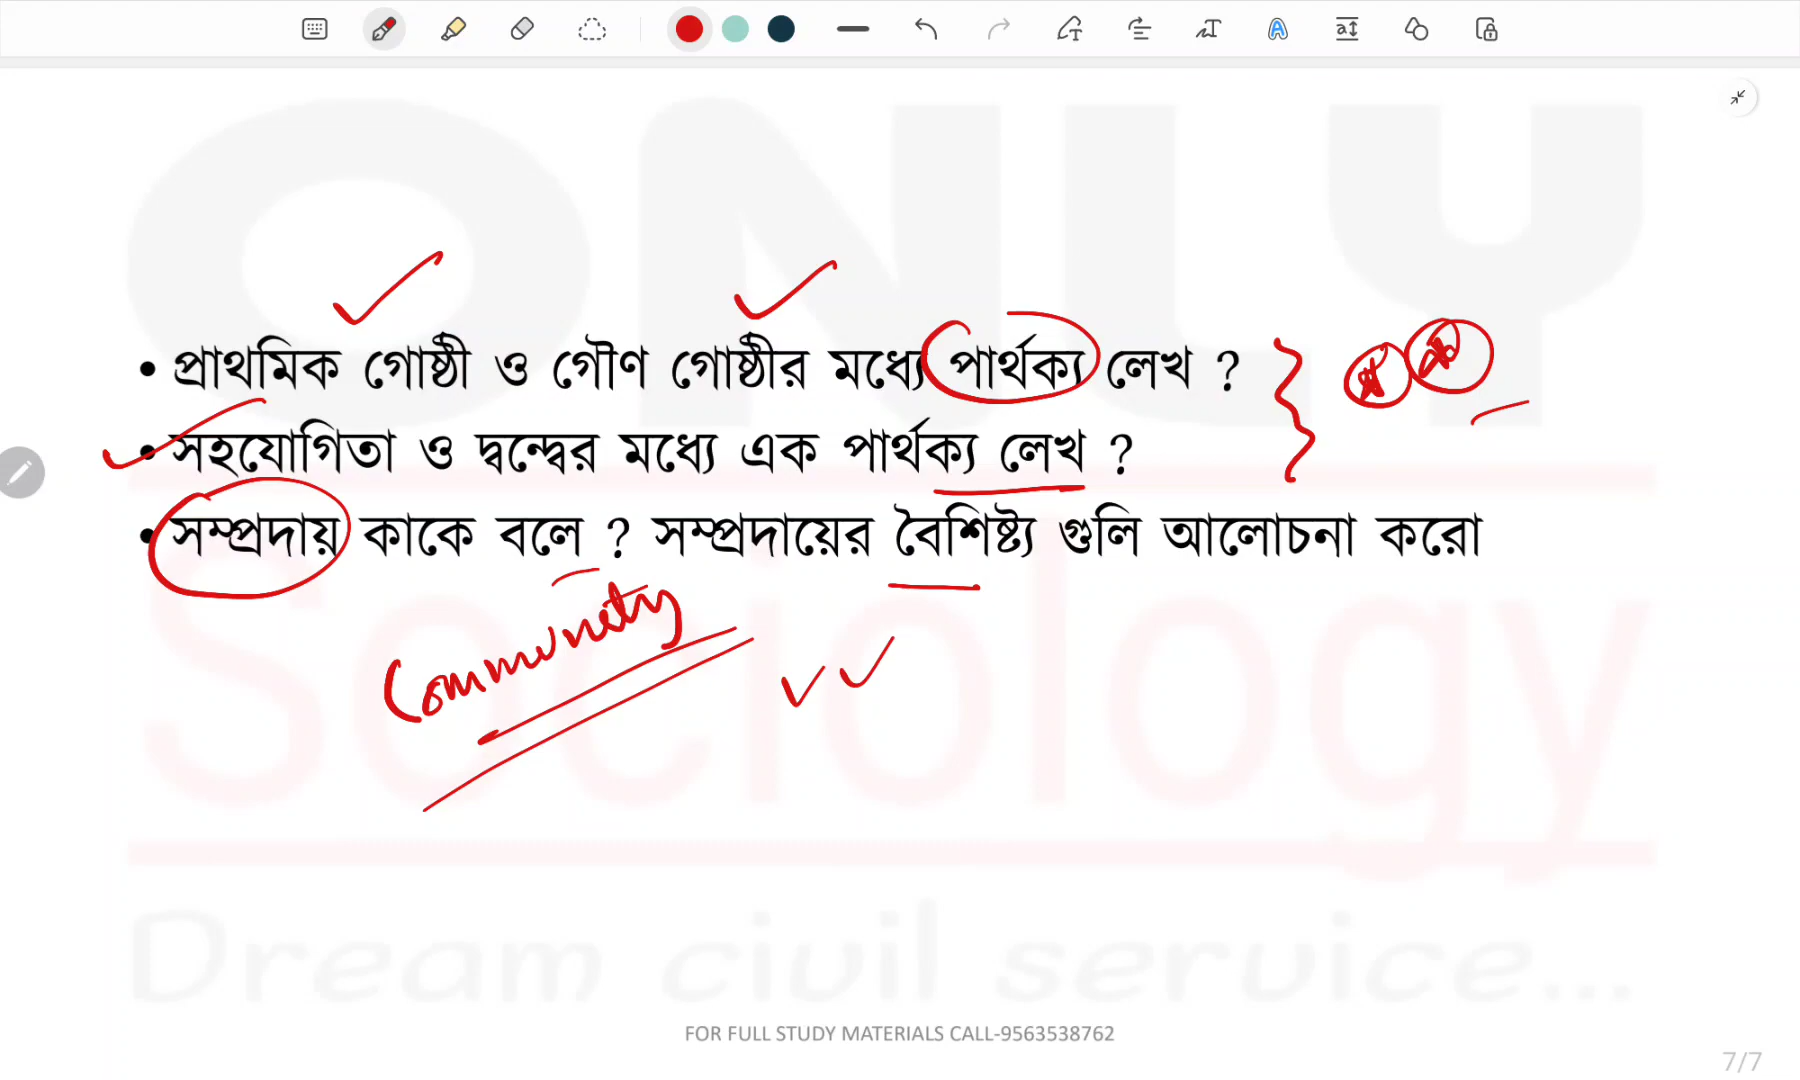 ONLY
• প্রাথমিক গোষ্ঠী ও গৌণ গোষ্ঠীর মধ্যে পার্থক্য লেখ ?
• সহযোগিতা ও দ্বন্দ্বের মধ্যে এক পার্থক্য লেখ ?
• সম্প্রদায় কাকে বলে ? সম্প্রদায়ের বৈশিষ্ট্য গুলি আলোচনা করো
Community
Sociology
Dream civil service...
FOR FULL STUDY MATERIALS CALL-9563538762
7/7